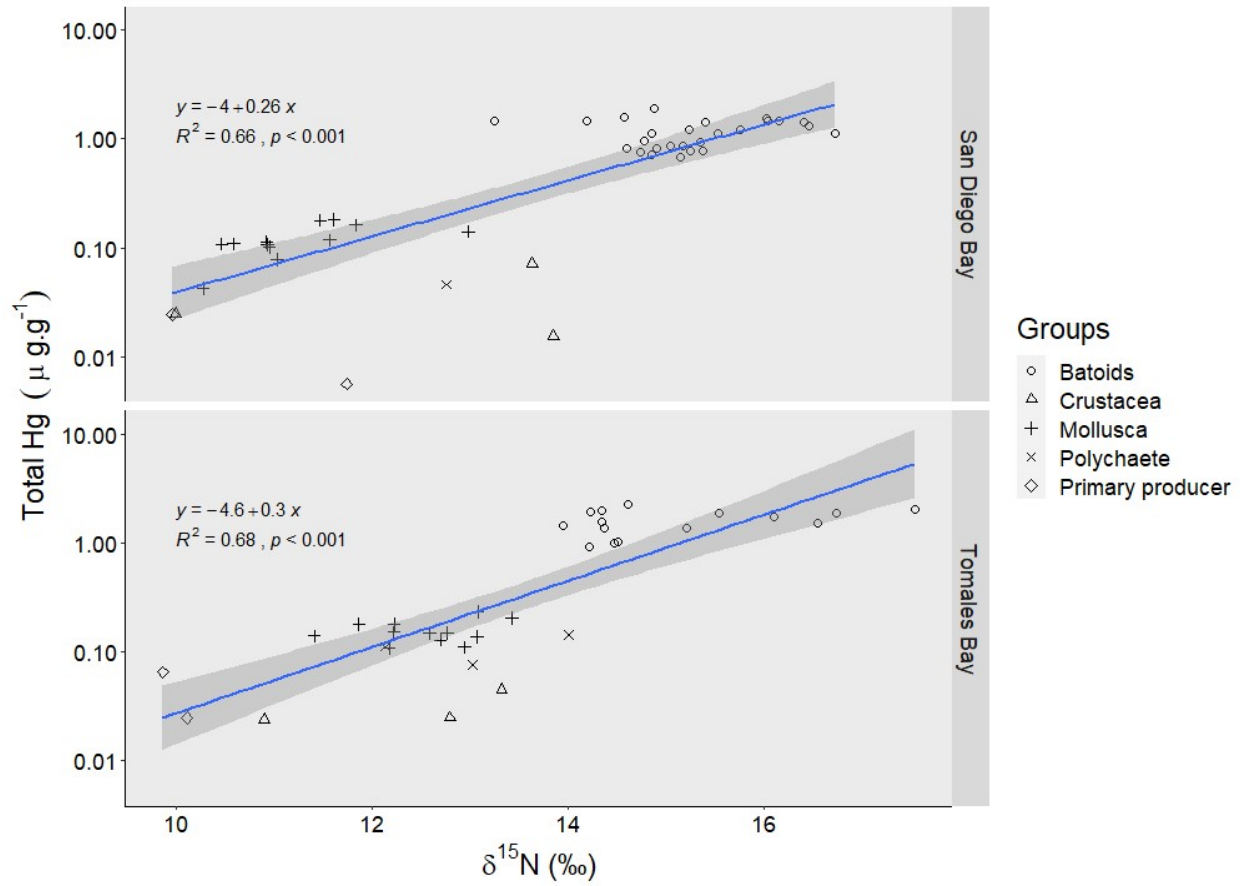 10.00
1.00
0.10
0.01
y = −4 + 0.26 x
R² = 0.66 , p < 0.001
San Diego Bay
Total Hg ( μ g.g⁻¹)
10.00
1.00
0.10
0.01
y = −4.6 + 0.3 x
R² = 0.68 , p < 0.001
Tomales Bay
10 12 14 16
δ¹⁵N (‰)
Groups
Batoids
Crustacea
Mollusca
Polychaete
Primary producer